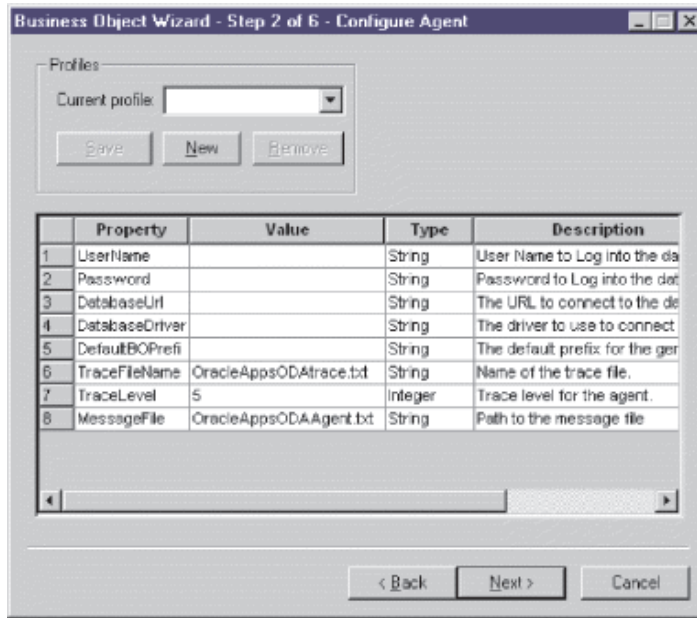 Business Object Wizard - Step 2 of 6 - Configure Agent
Profiles
Current profile:
Save New Remove
Property Value Type Description
1 UserName String User Name to Log into the da
2 Password String Password to Log into the dat
3 DatabaseUrl String The URL to connect to the da
4 DatabaseDriver String The driver to use to connect
5 DefaultBOPrefi String The default prefix for the ger
6 TraceFileName OracleAppsODAtrace.txt String Name of the trace file.
7 TraceLevel 5 Integer Trace level for the agent.
8 MessageFile OracleAppsODAAgent.txt String Path to the message file
< Back Next > Cancel